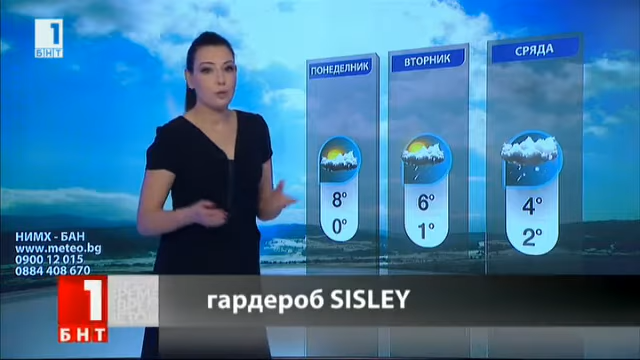 1
БНТ
ПОНЕДЕЛНИК
ВТОРНИК
СРЯДА
8°
0°
6°
1°
4°
2°
НИМХ - БАН
www.meteo.bg
0900 12 015
0884 408 670
1
БНТ
гардероб SISLEY